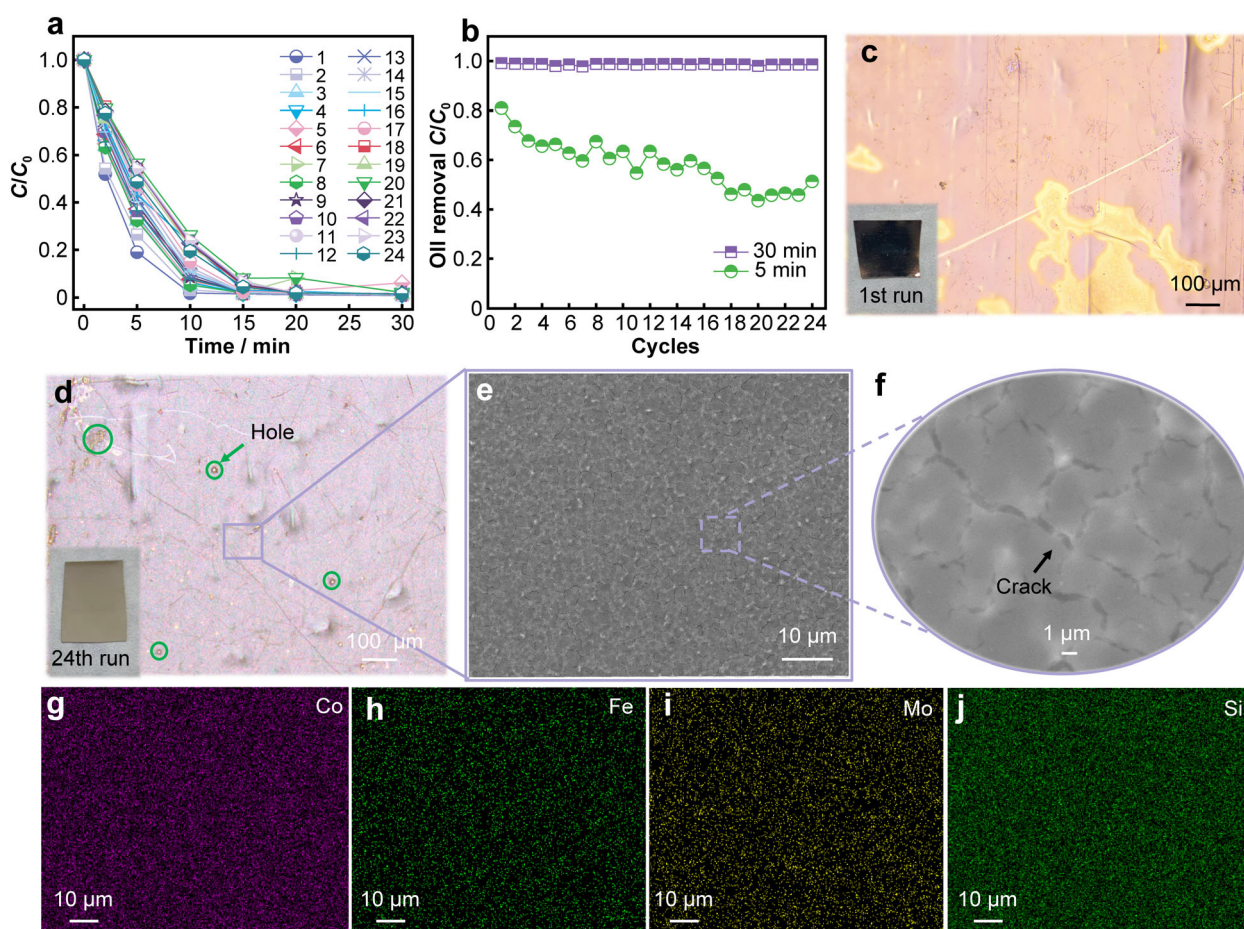 a
C/C0
1.0
0.8
0.6
0.4
0.2
0
0 5 10 15 20 25 30
Time / min
1 13
2 14
3 15
4 16
5 17
6 18
7 19
8 20
9 21
10 22
11 23
12 24
b
Oll removal C/C0
1.0
0.8
0.6
0.4
0.2
0
0 2 4 6 8 10 12 14 16 18 20 22 24
Cycles
30 min
5 min
c
1st run
100 μm
d
Hole
24th run
100 μm
e
10 μm
f
Crack
1 μm
g
Co
10 μm
h
Fe
10 μm
i
Mo
10 μm
j
Si
10 μm